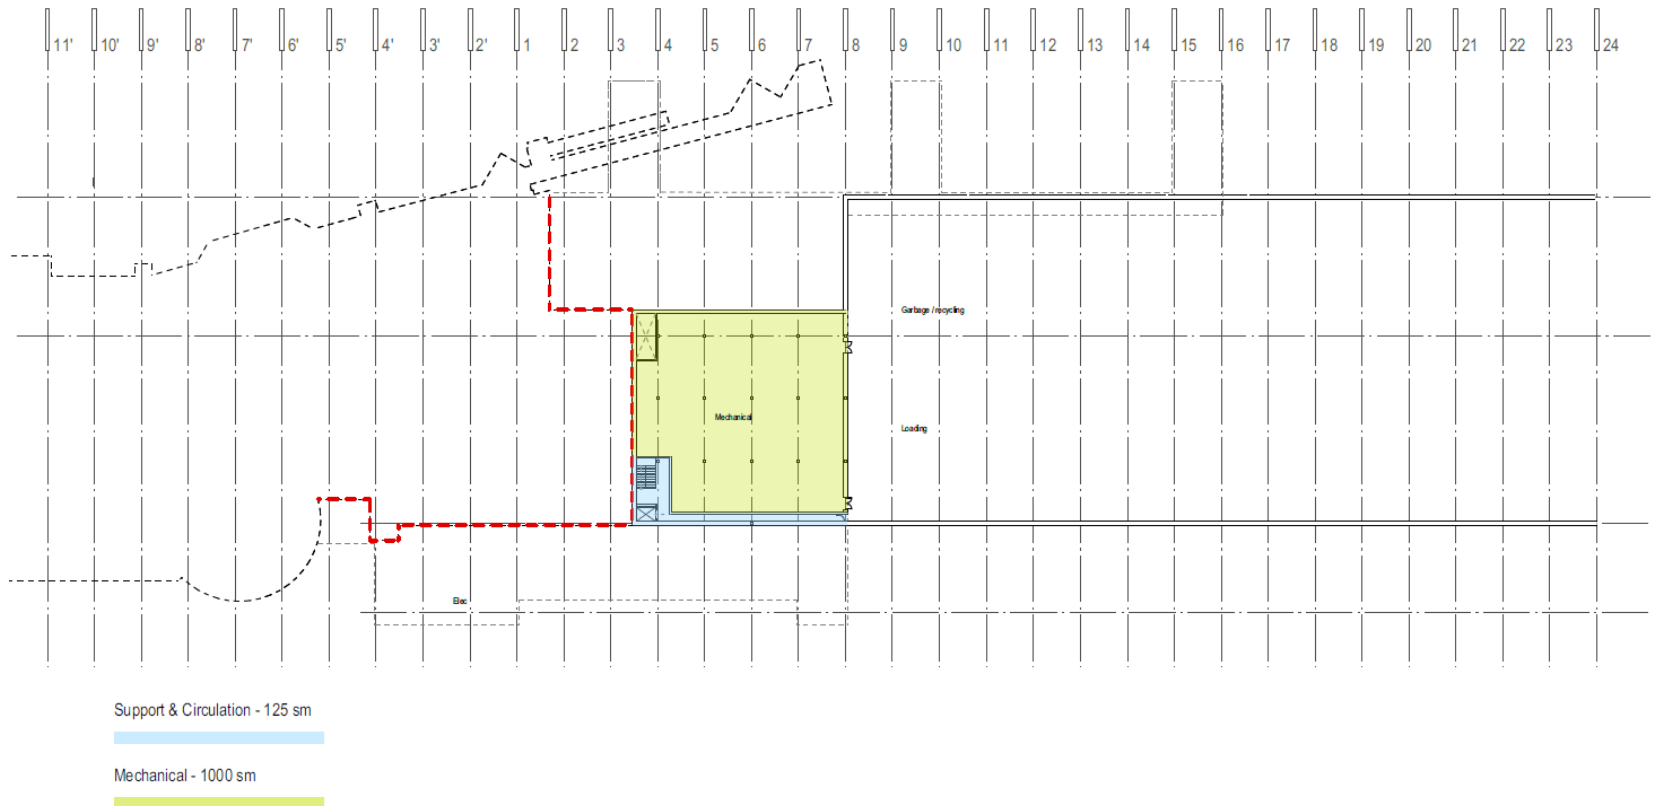 11' 10' 9' 8' 7' 6' 5' 4' 3' 2' 1 2 3 4 5 6 7 8 9 10 11 12 13 14 15 16 17 18 19 20 21 22 23 24
Garbage / recycling
Mechanical
Loading
Elec
Support & Circulation - 125 sm
Mechanical - 1000 sm